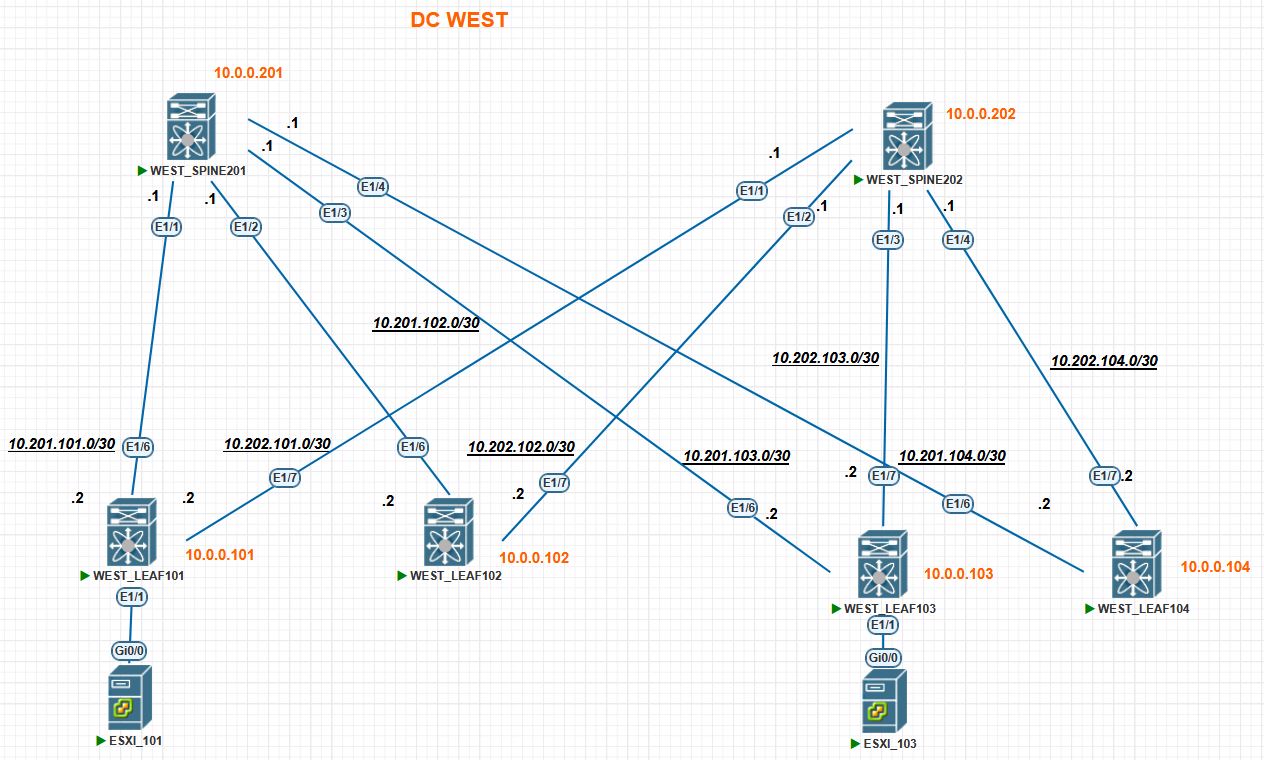 DC WEST
10.0.0.201
10.0.0.202
.1
.1
.1
WEST_SPINE201
WEST_SPINE202
E1/4
E1/1
.1
.1
E1/3
E1/2
.1
.1
.1
E1/1
E1/2
E1/3
E1/4
10.201.102.0/30
10.202.103.0/30
10.202.104.0/30
10.201.101.0/30
E1/6
10.202.101.0/30
E1/6
10.202.102.0/30
10.201.103.0/30
10.201.104.0/30
E1/7
E1/7
.2
E1/7
E1/7
.2
.2
.2
.2
.2
E1/6
.2
E1/6
.2
10.0.0.101
10.0.0.102
10.0.0.103
10.0.0.104
WEST_LEAF101
WEST_LEAF102
WEST_LEAF103
WEST_LEAF104
E1/1
E1/1
Gi0/0
Gi0/0
ESXI_101
ESXI_103